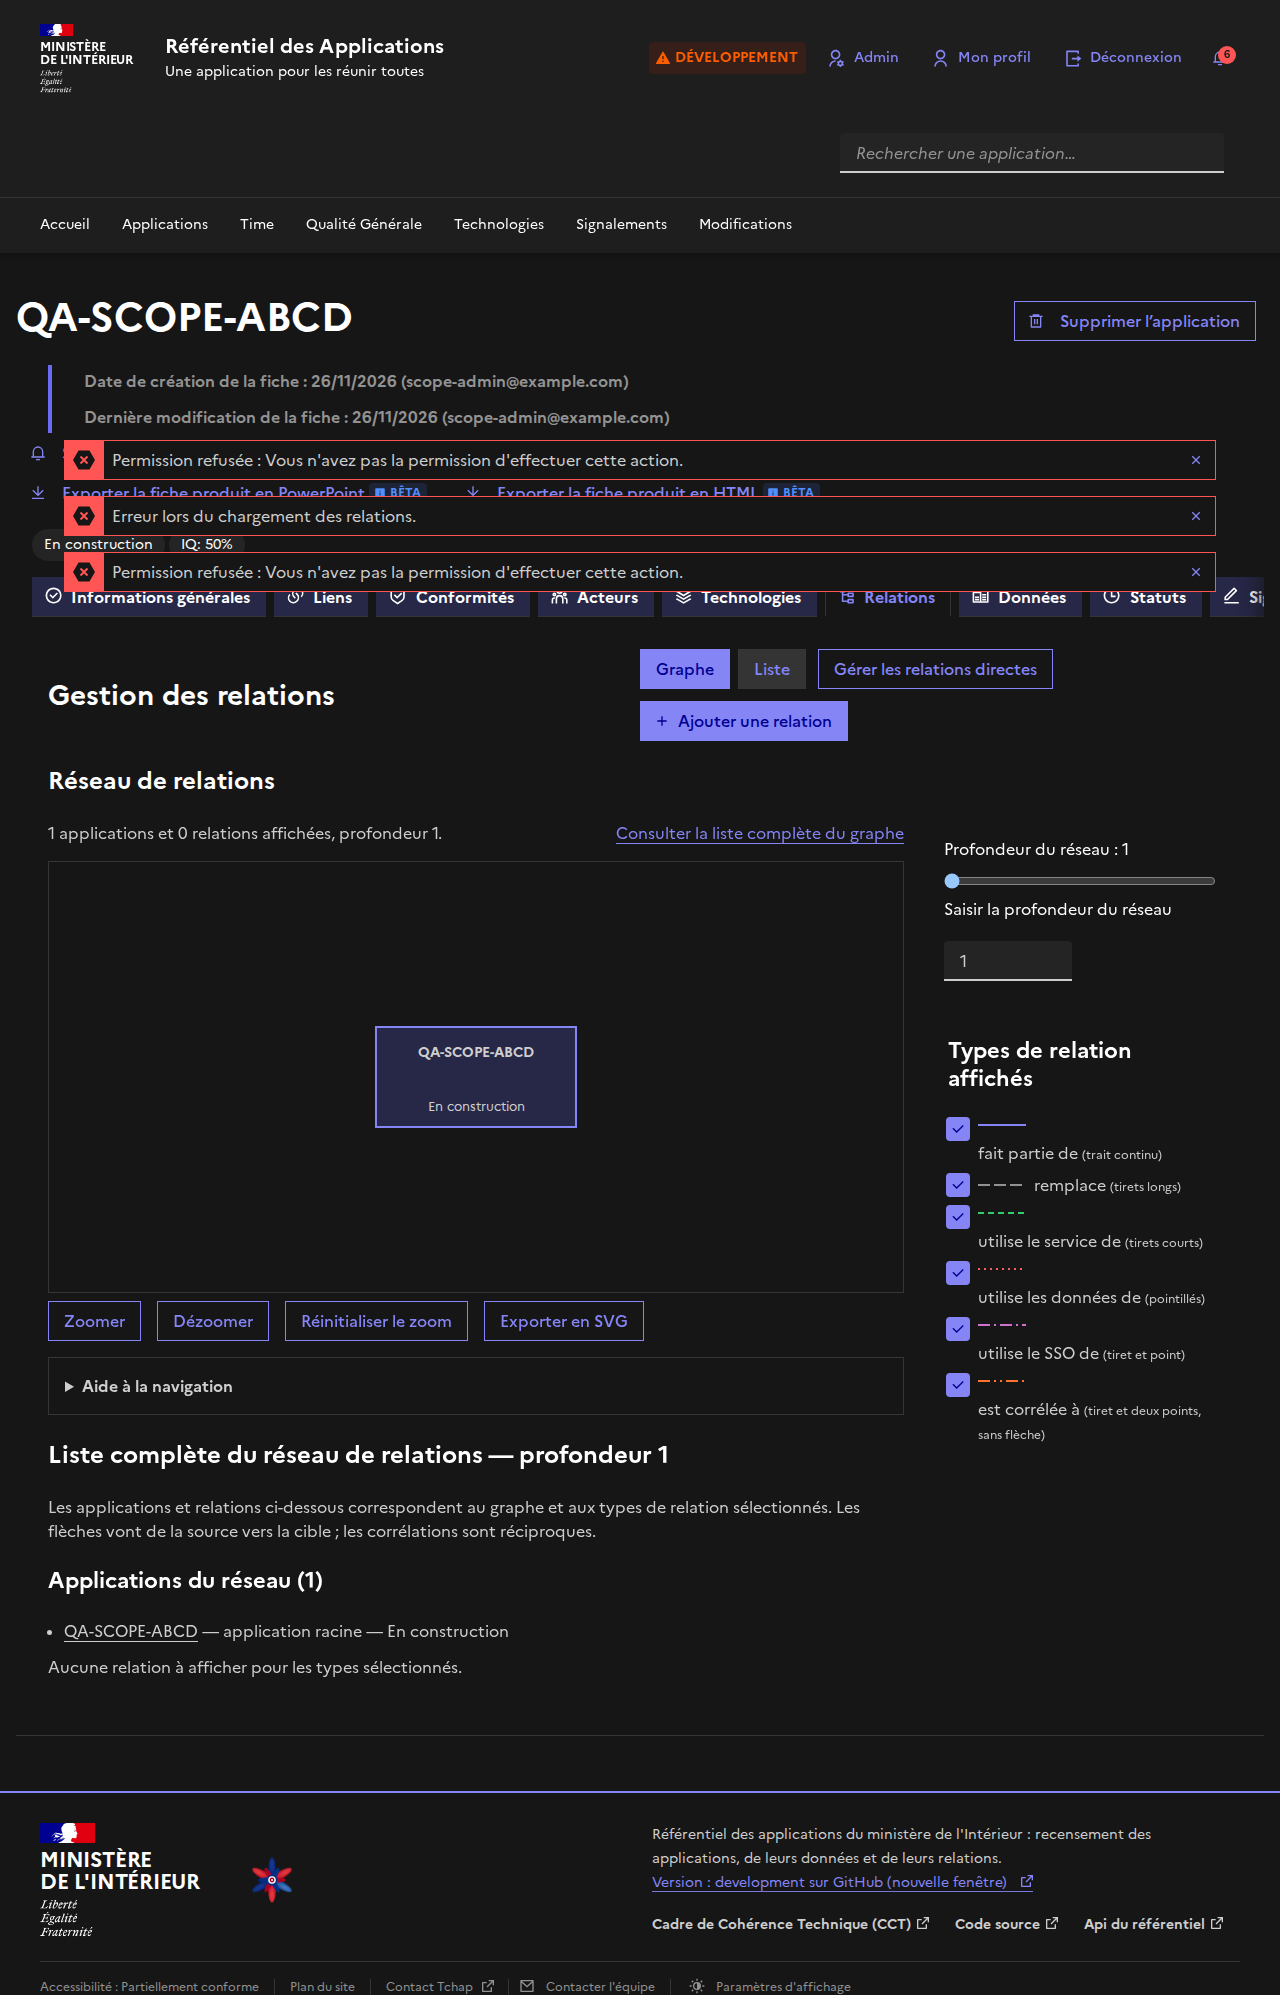 MINISTÈRE
DE L'INTÉRIEUR
Liberté
Égalité
Fraternité
Référentiel des Applications
Une application pour les réunir toutes
DÉVELOPPEMENT
Admin
Mon profil
Déconnexion
6
Rechercher une application…
Accueil
Applications
Time
Qualité Générale
Technologies
Signalements
Modifications
QA-SCOPE-ABCD
Supprimer l’application
Date de création de la fiche : 26/11/2026 (scope-admin@example.com)
Dernière modification de la fiche : 26/11/2026 (scope-admin@example.com)
Permission refusée : Vous n'avez pas la permission d'effectuer cette action.
Exporter la fiche produit en PowerPoint BÊTA
Exporter la fiche produit en HTML BÊTA
Erreur lors du chargement des relations.
En construction
IQ: 50%
Permission refusée : Vous n'avez pas la permission d'effectuer cette action.
Informations générales
Liens
Conformités
Acteurs
Technologies
Relations
Données
Statuts
Gestion des relations
Graphe
Liste
Gérer les relations directes
Ajouter une relation
Réseau de relations
1 applications et 0 relations affichées, profondeur 1.
Consulter la liste complète du graphe
QA-SCOPE-ABCD
En construction
Profondeur du réseau : 1
Saisir la profondeur du réseau
1
Types de relation
affichés
fait partie de (trait continu)
remplace (tirets longs)
utilise le service de (tirets courts)
utilise les données de (pointillés)
utilise le SSO de (tiret et point)
est corrélée à (tiret et deux points,
sans flèche)
Zoomer
Dézoomer
Réinitialiser le zoom
Exporter en SVG
Aide à la navigation
Liste complète du réseau de relations — profondeur 1
Les applications et relations ci-dessous correspondent au graphe et aux types de relation sélectionnés. Les
flèches vont de la source vers la cible ; les corrélations sont réciproques.
Applications du réseau (1)
QA-SCOPE-ABCD — application racine — En construction
Aucune relation à afficher pour les types sélectionnés.
MINISTÈRE
DE L'INTÉRIEUR
Liberté
Égalité
Fraternité
Référentiel des applications du ministère de l'Intérieur : recensement des
applications, de leurs données et de leurs relations.
Version : development sur GitHub (nouvelle fenêtre)
Cadre de Cohérence Technique (CCT)
Code source
Api du référentiel
Accessibilité : Partiellement conforme
Plan du site
Contact Tchap
Contacter l'équipe
Paramètres d'affichage